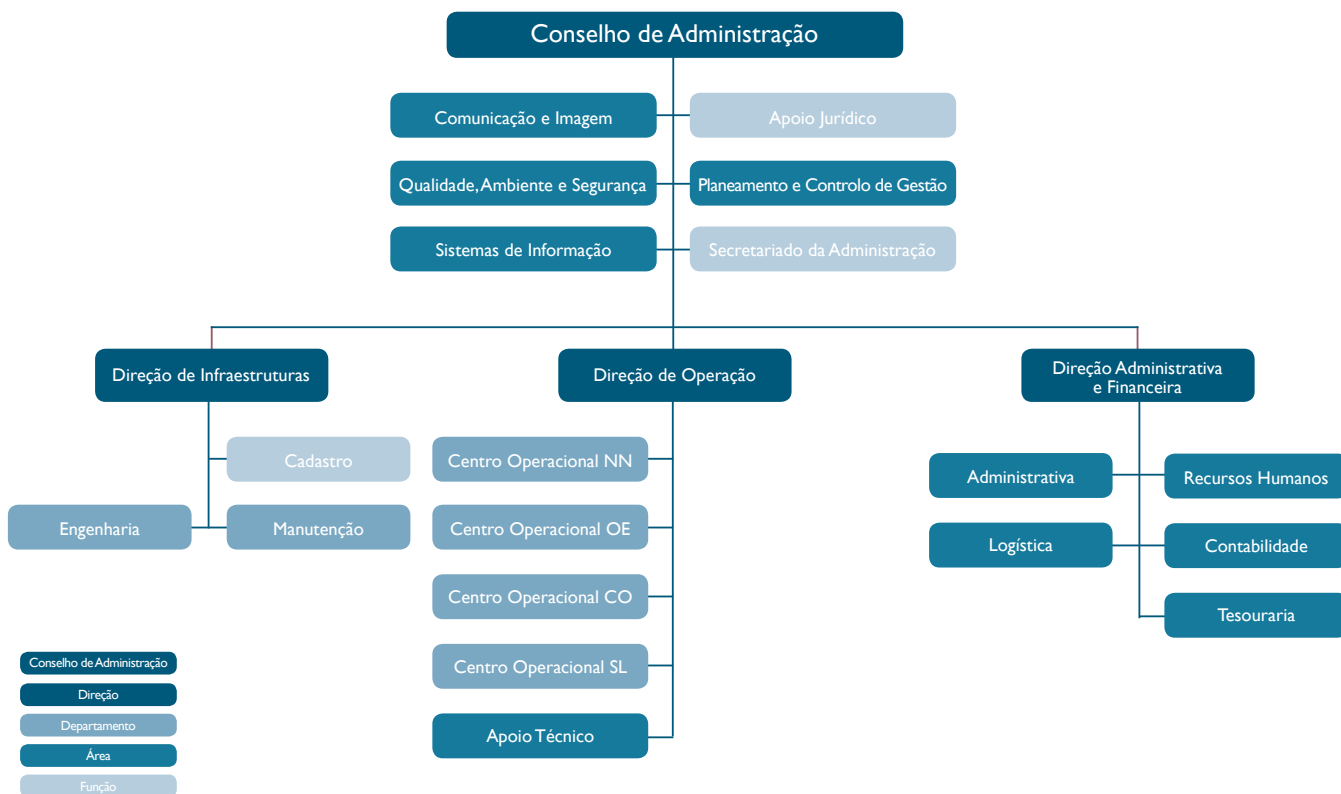 Conselho de Administração
Comunicação e Imagem
Apoio Jurídico
Qualidade, Ambiente e Segurança
Planeamento e Controlo de Gestão
Sistemas de Informação
Secretariado da Administração
Direção de Infraestruturas
Direção de Operação
Direção Administrativa
e Financeira
Cadastro
Engenharia
Manutenção
Centro Operacional NN
Centro Operacional OE
Centro Operacional CO
Centro Operacional SL
Apoio Técnico
Administrativa
Recursos Humanos
Logística
Contabilidade
Tesouraria
Conselho de Administração
Direção
Departamento
Área
Função